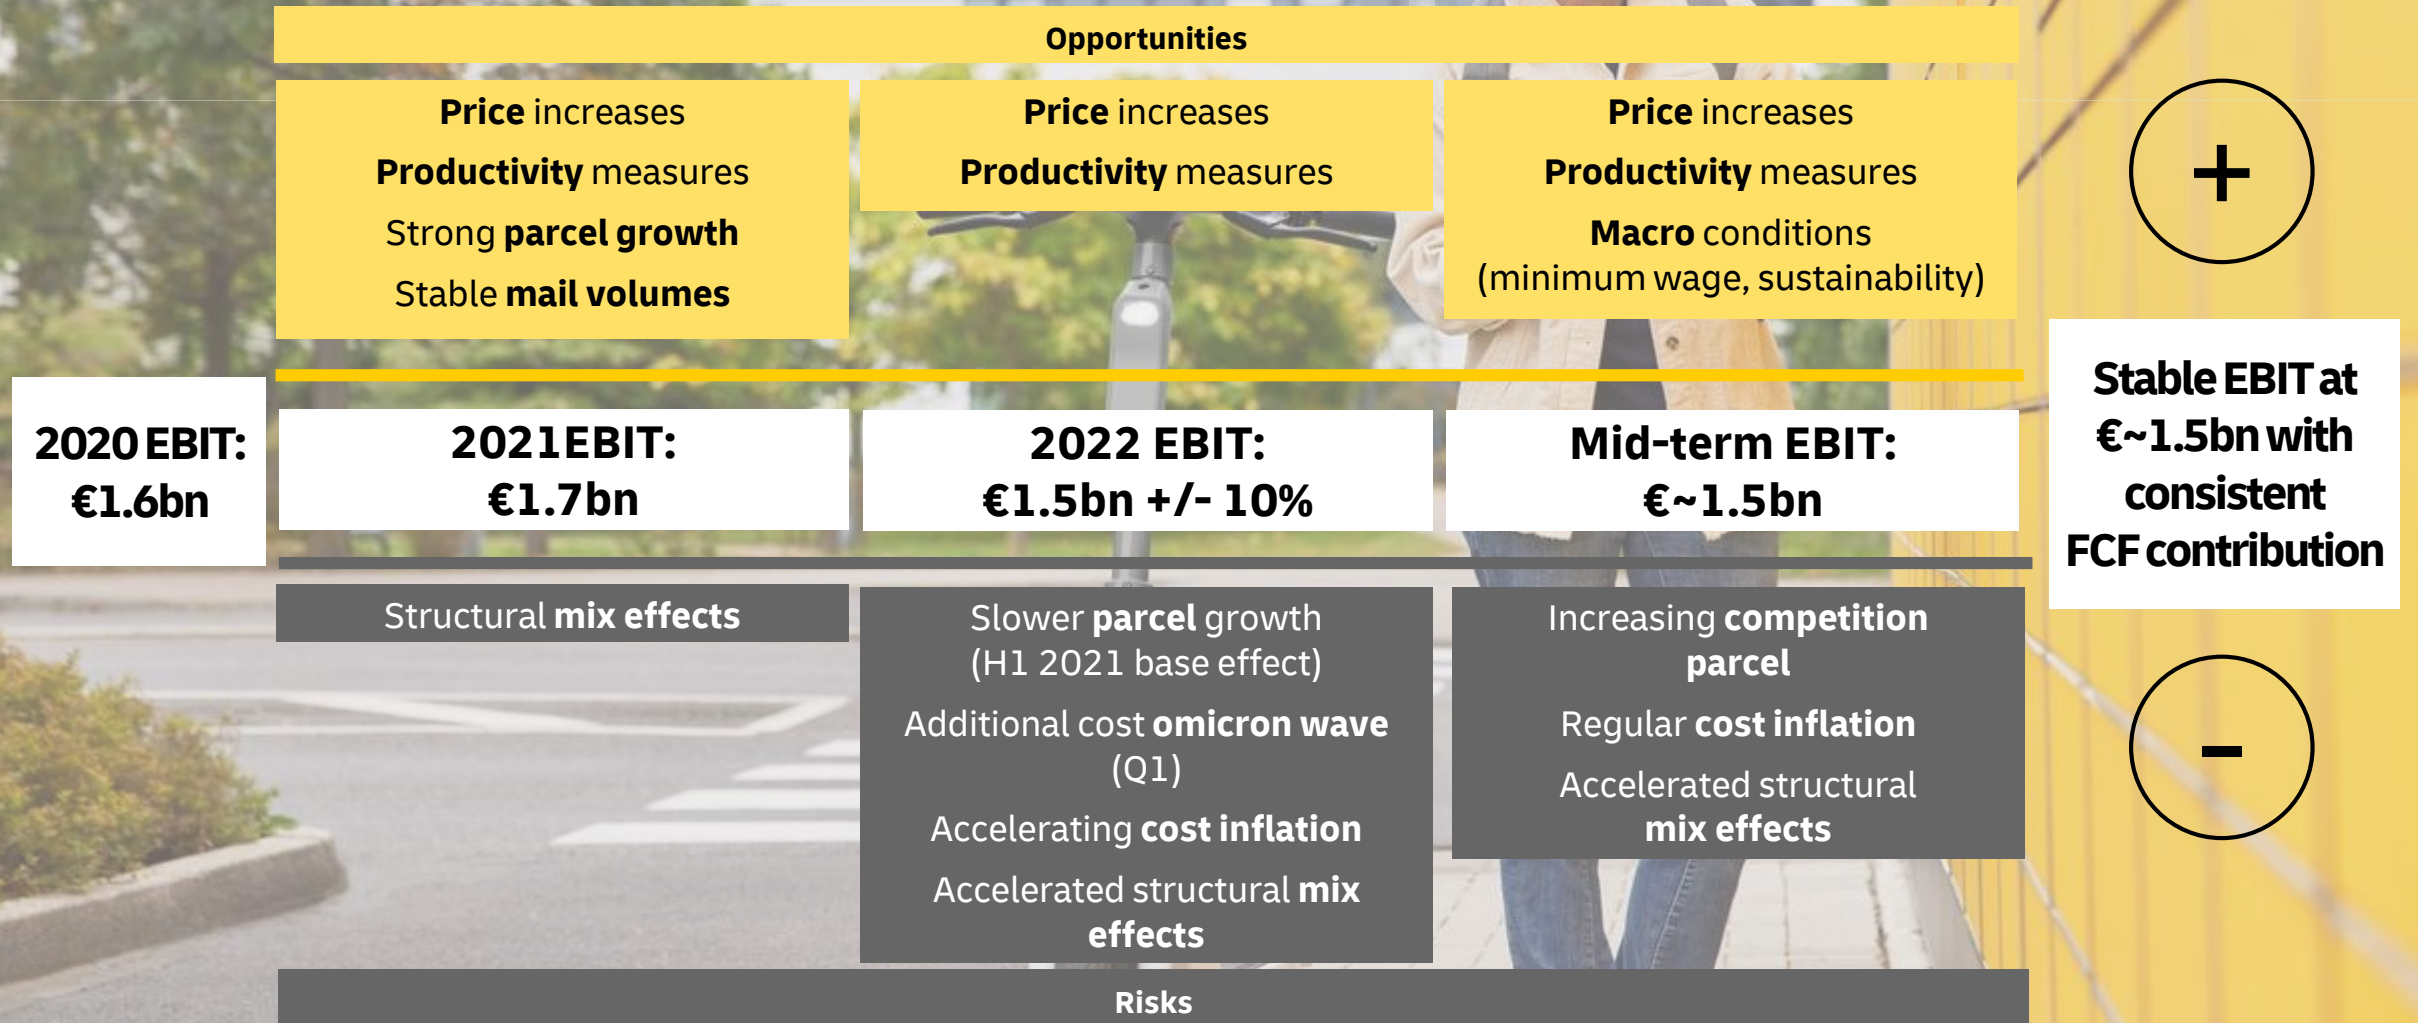 Opportunities
Price increases
Productivity measures
Strong parcel growth
Stable mail volumes
Price increases
Productivity measures
Price increases
Productivity measures
Macro conditions
(minimum wage, sustainability)
+
2020 EBIT:
€1.6bn
2021EBIT:
€1.7bn
2022 EBIT:
€1.5bn +/- 10%
Mid-term EBIT:
€~1.5bn
Stable EBIT at
€~1.5bn with
consistent
FCF contribution
Structural mix effects
Slower parcel growth
(H1 2021 base effect)
Additional cost omicron wave
(Q1)
Accelerating cost inflation
Accelerated structural mix
effects
Increasing competition
parcel
Regular cost inflation
Accelerated structural
mix effects
-
Risks